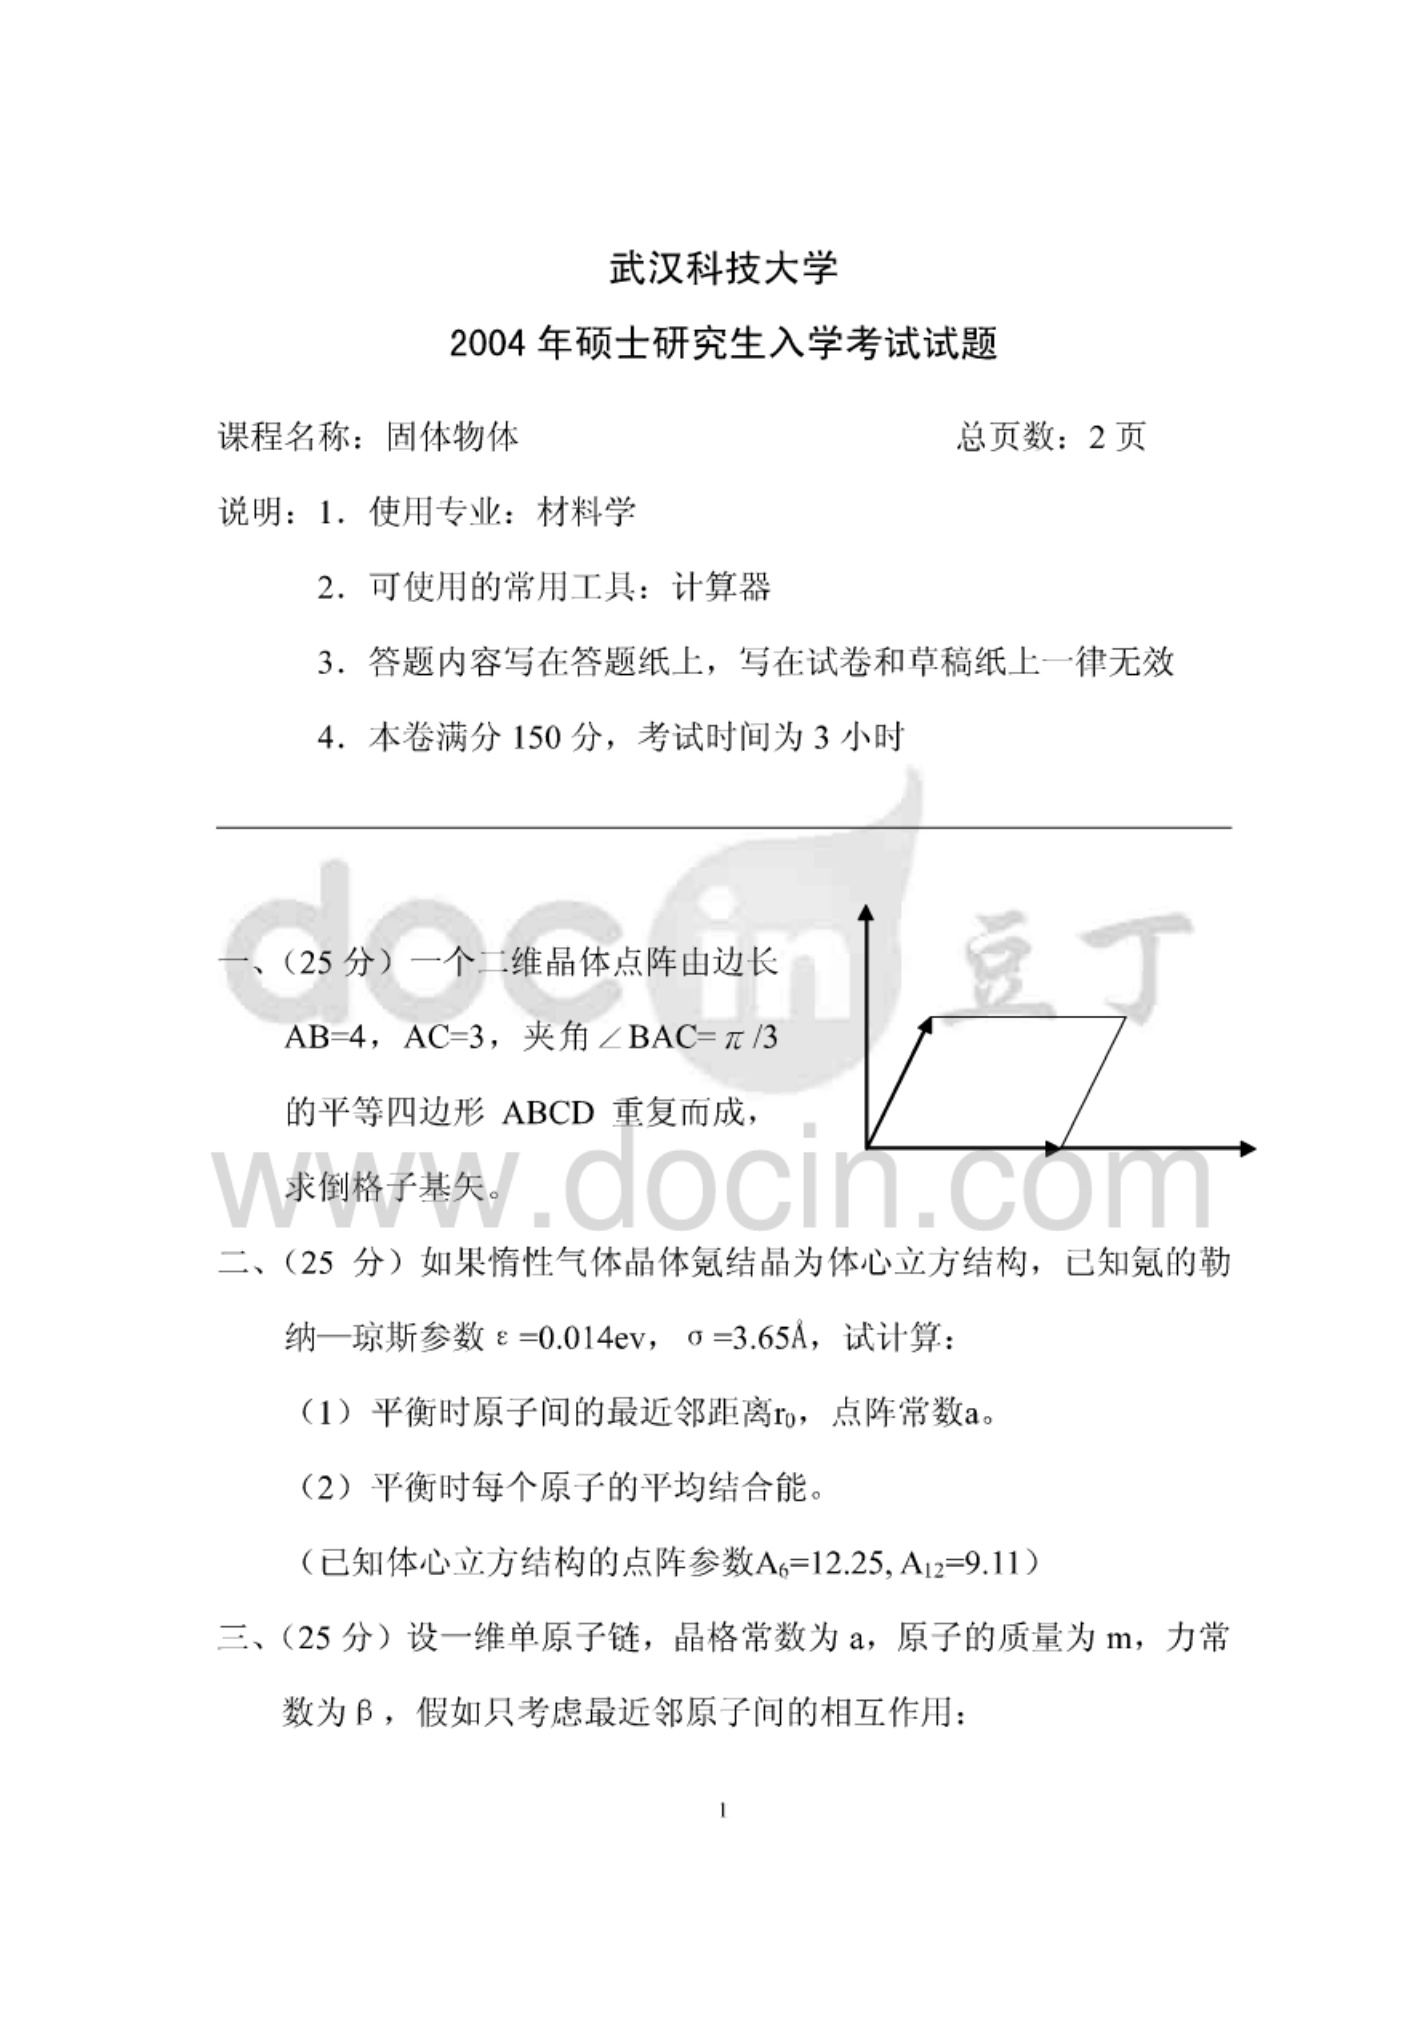 武汉科技大学
2004 年硕士研究生入学考试试题
课程名称：固体物体 总页数：2 页
说明：1．使用专业：材料学
2．可使用的常用工具：计算器
3．答题内容写在答题纸上，写在试卷和草稿纸上一律无效
4．本卷满分 150 分，考试时间为 3 小时
docin 豆丁
一、（25 分）一个二维晶体点阵由边长
AB=4，AC=3，夹角∠BAC=π/3
的平等四边形 ABCD 重复而成，
求倒格子基矢。
www.docin.com
二、（25 分）如果惰性气体晶体氪结晶为体心立方结构，已知氪的勒
纳—琼斯参数 ε=0.014ev，σ=3.65Å，试计算：
（1）平衡时原子间的最近邻距离r₀，点阵常数a。
（2）平衡时每个原子的平均结合能。
（已知体心立方结构的点阵参数A₆=12.25, A₁₂=9.11）
三、（25 分）设一维单原子链，晶格常数为 a，原子的质量为 m，力常
数为β，假如只考虑最近邻原子间的相互作用：
1